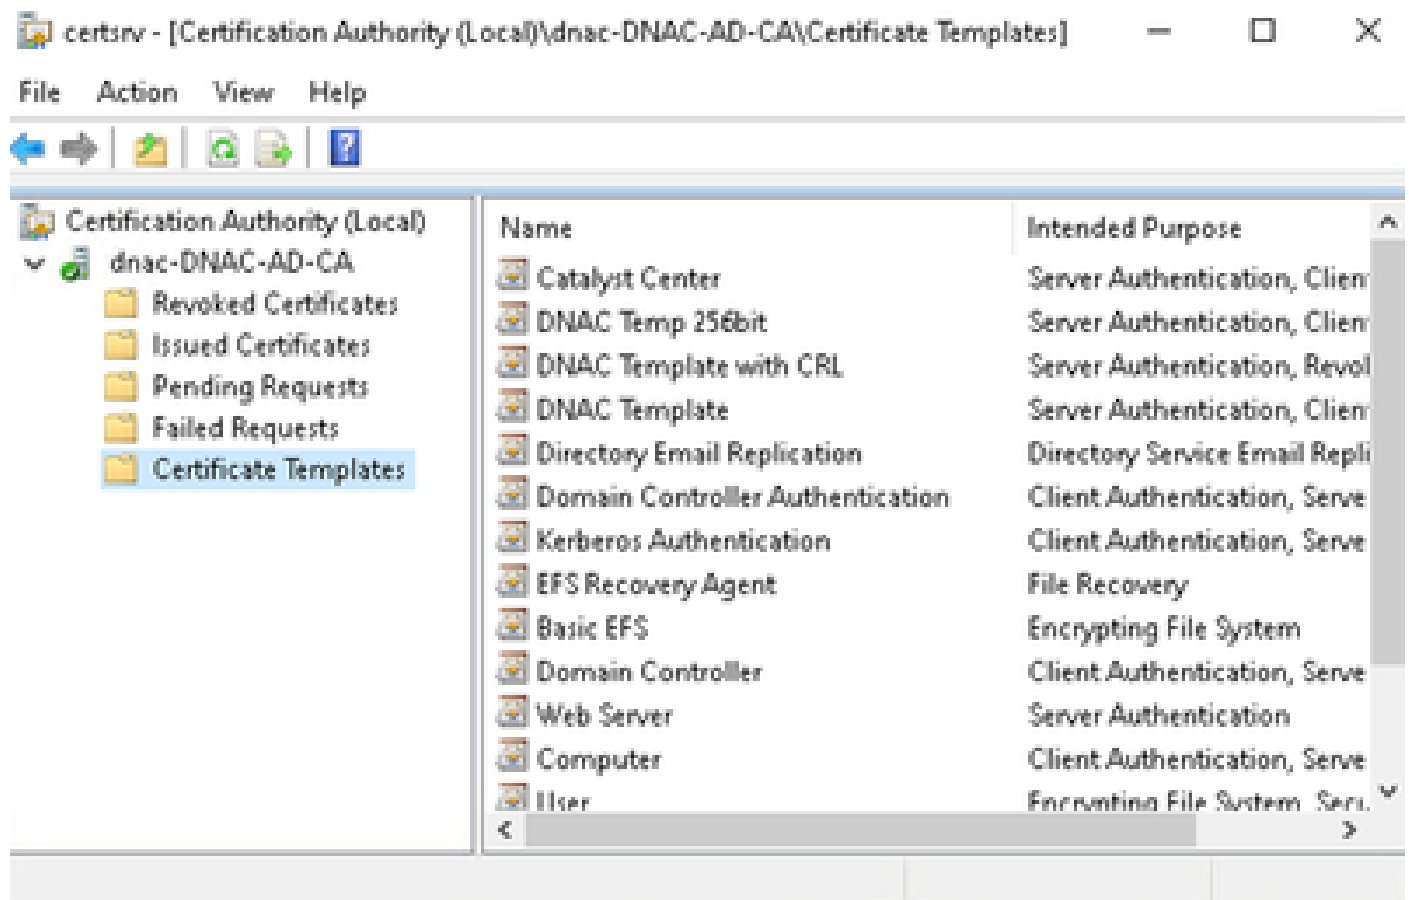 certsrv - [Certification Authority (Local)\dnac-DNAC-AD-CA\Certificate Templates]
File Action View Help
Certification Authority (Local)
dnac-DNAC-AD-CA
Revoked Certificates
Issued Certificates
Pending Requests
Failed Requests
Certificate Templates
Name Intended Purpose
Catalyst Center Server Authentication, Clien
DNAC Temp 256bit Server Authentication, Clien
DNAC Template with CRL Server Authentication, Revol
DNAC Template Server Authentication, Clien
Directory Email Replication Directory Service Email Repli
Domain Controller Authentication Client Authentication, Serve
Kerberos Authentication Client Authentication, Serve
EFS Recovery Agent File Recovery
Basic EFS Encrypting File System
Domain Controller Client Authentication, Serve
Web Server Server Authentication
Computer Client Authentication, Serve
User Encrypting File System, Secu